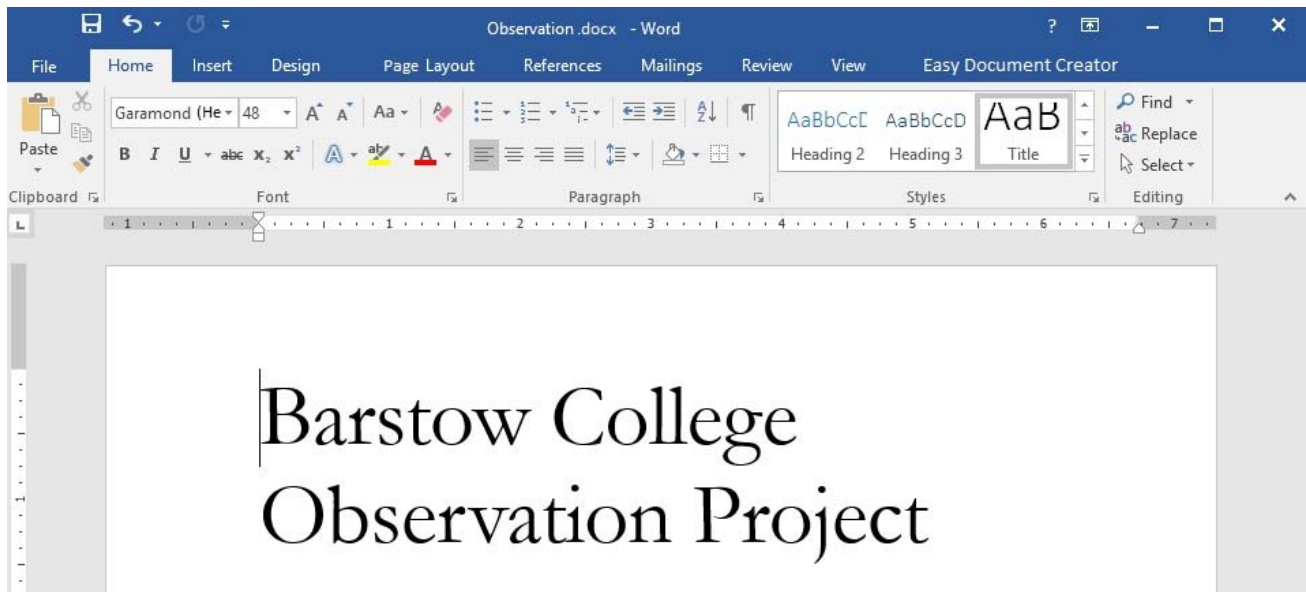 Observation .docx - Word ?
File Home Insert Design Page Layout References Mailings Review View Easy Document Creator
Paste
Garamond (He 48 A A Aa
B I U abc x₂ x² A aby A
AaBbCcD AaBbCcD AaB
Heading 2 Heading 3 Title
Find
Replace
Select
Clipboard Font Paragraph Styles Editing
L 1 1 2 3 4 5 6 7
Barstow College
Observation Project
1